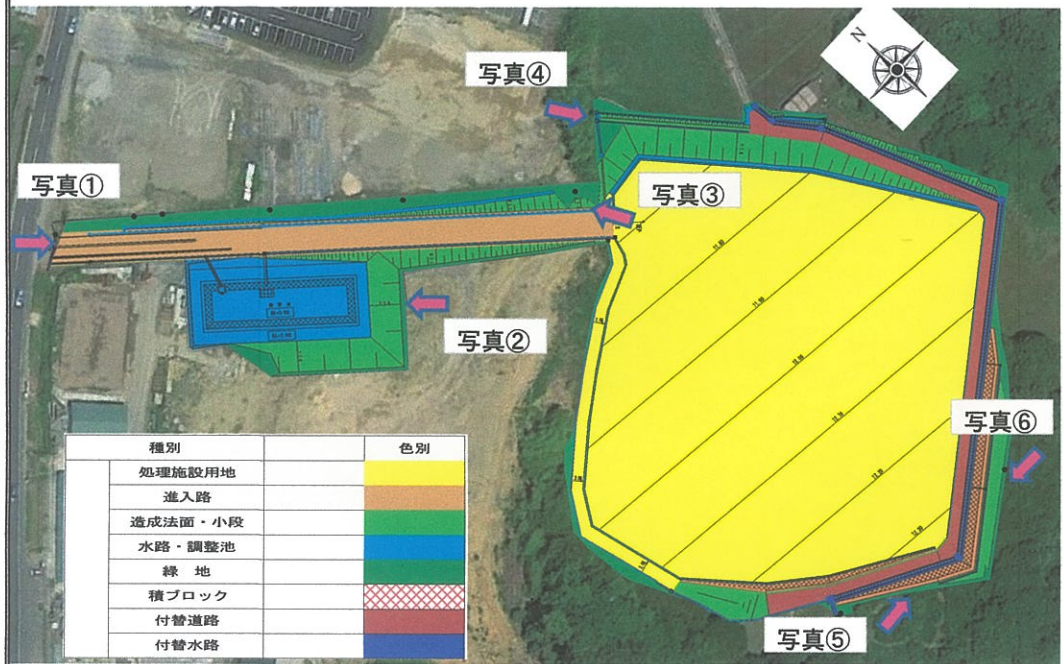 N
写真④
写真①
写真③
写真②
写真⑥
種別 色別
処理施設用地
進入路
造成法面・小段
水路・調整池
緑 地
積ブロック
付替道路
付替水路
写真⑤